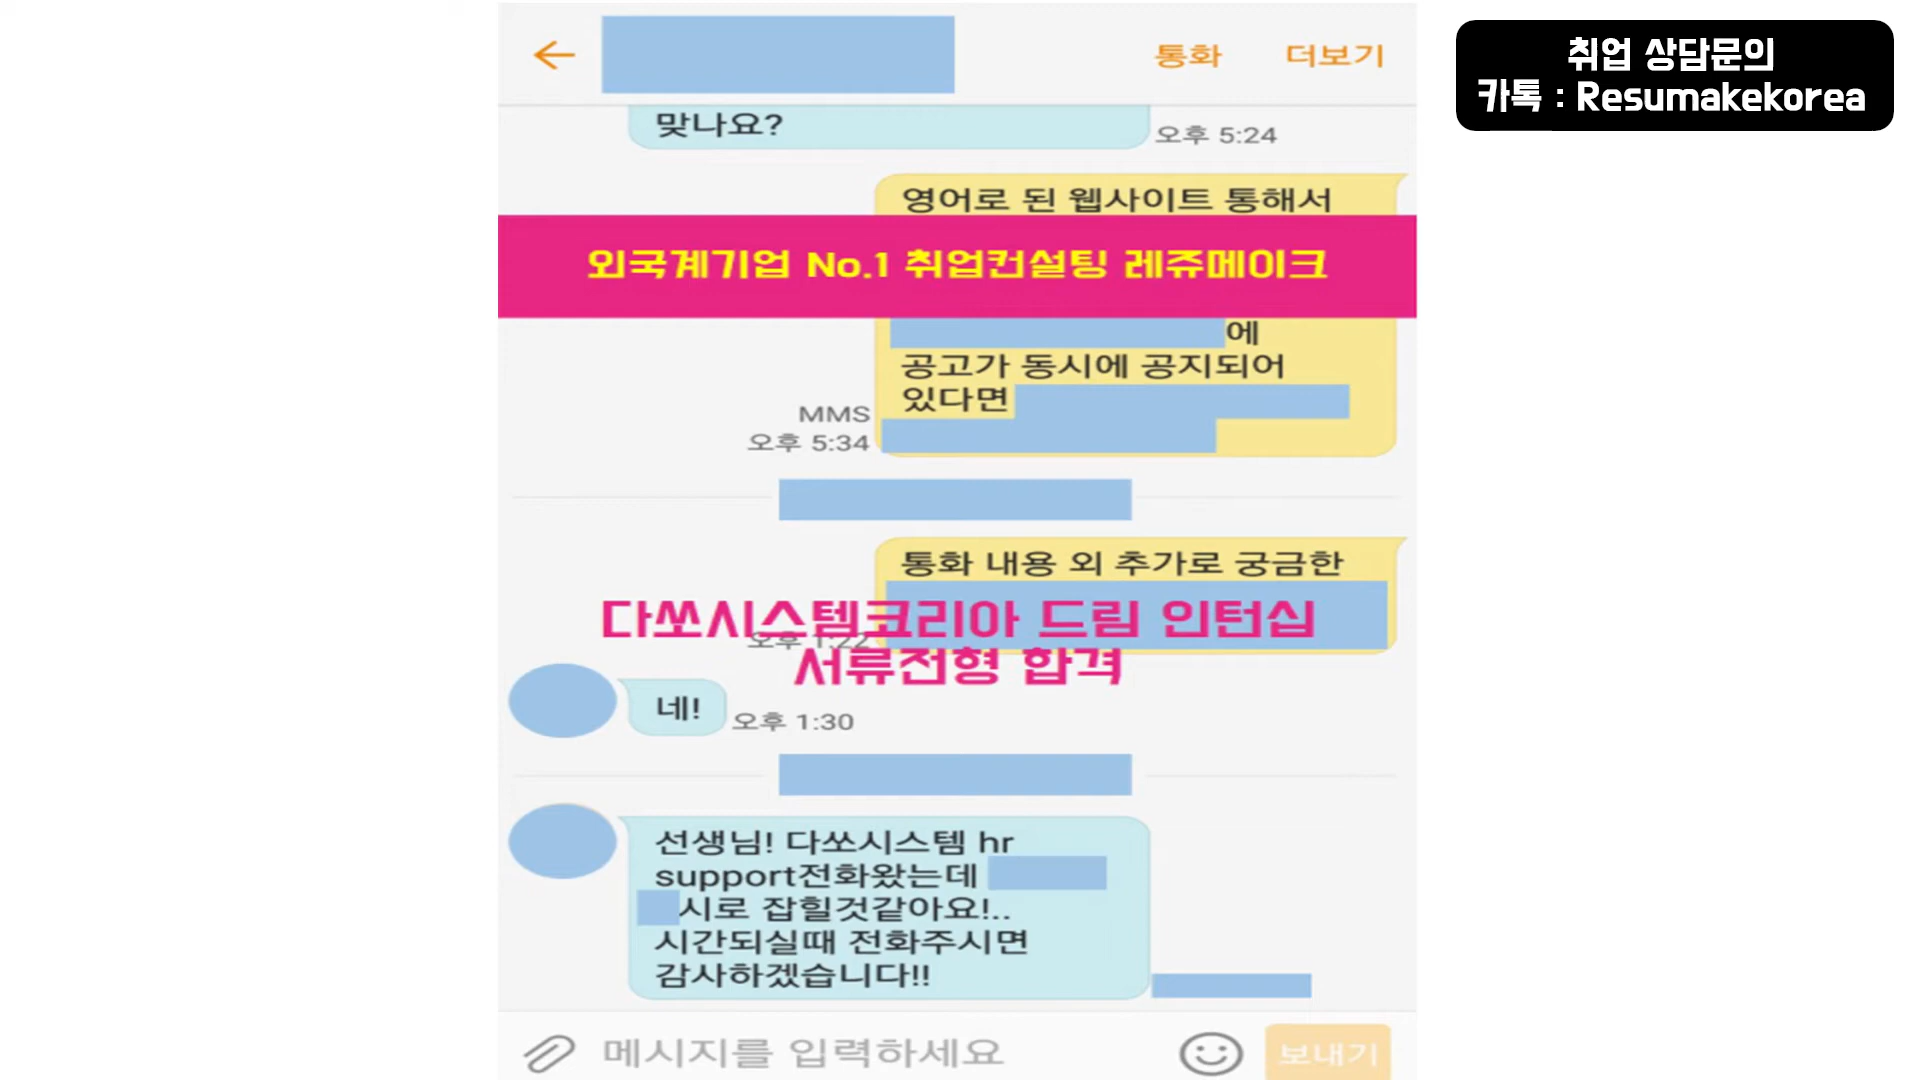 취업 상담문의
카톡 : Resumakekorea
통화 더보기
맞나요?
오후 5:24
영어로 된 웹사이트 통해서
외국계기업 No.1 취업컨설팅 레쥬메이크
에
공고가 동시에 공지되어
있다면
MMS
오후 5:34
통화 내용 외 추가로 궁금한
다쏘시스템코리아 드림 인턴십
오후 1:22
서류전형 합격
네!
오후 1:30
선생님! 다쏘시스템 hr
support전화왔는데
시로 잡힐것같아요!..
시간되실때 전화주시면
감사하겠습니다!!
메시지를 입력하세요
보내기